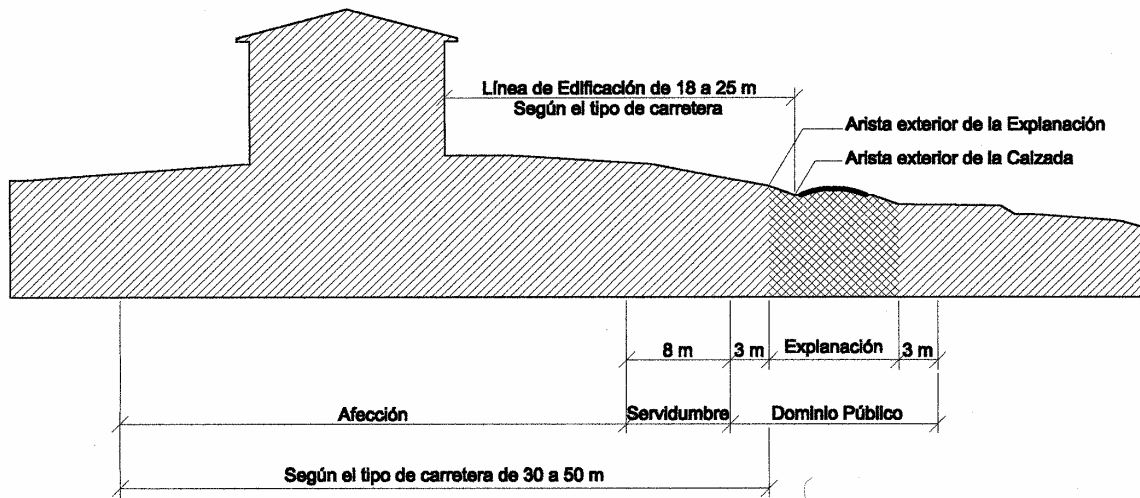 Línea de Edificación de 18 a 25 m
Según el tipo de carretera
Arista exterior de la Explanación
Arista exterior de la Calzada
8 m
3 m
Explanación
3 m
Afección
Servidumbre
Dominio Público
Según el tipo de carretera de 30 a 50 m